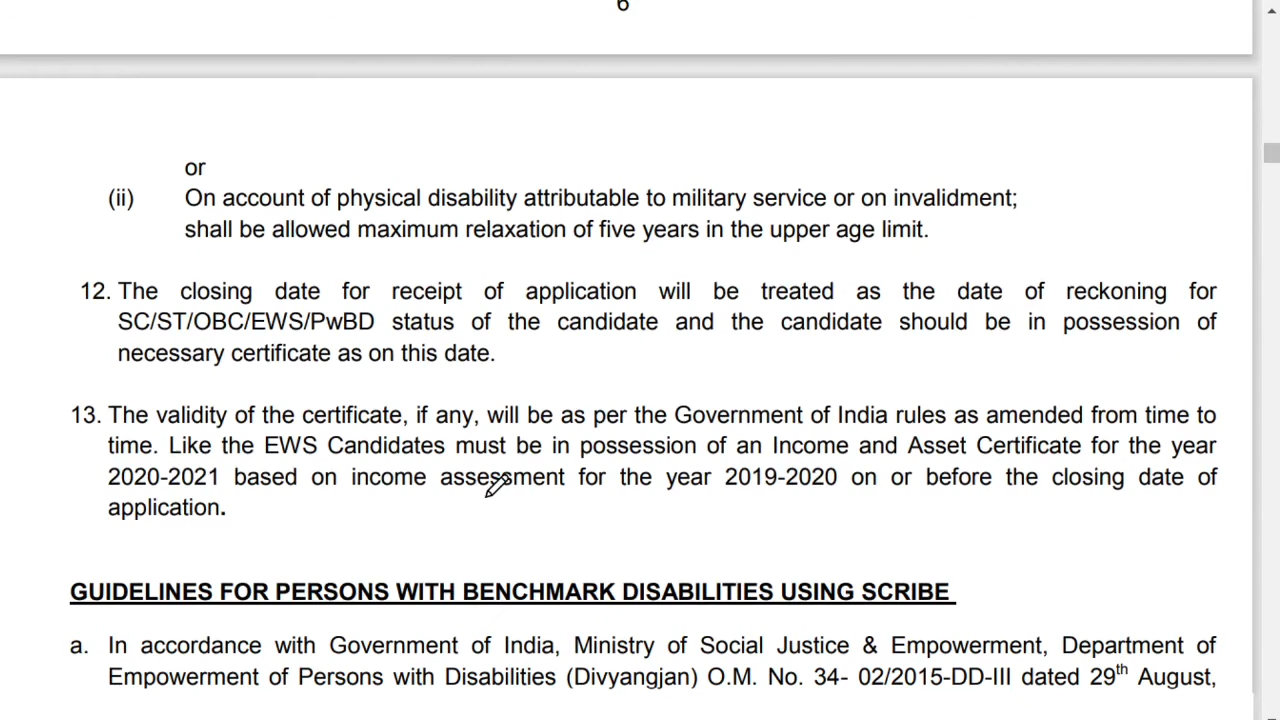 6
or
(ii) On account of physical disability attributable to military service or on invalidment;
shall be allowed maximum relaxation of five years in the upper age limit.
12. The closing date for receipt of application will be treated as the date of reckoning for
SC/ST/OBC/EWS/PwBD status of the candidate and the candidate should be in possession of
necessary certificate as on this date.
13. The validity of the certificate, if any, will be as per the Government of India rules as amended from time to
time. Like the EWS Candidates must be in possession of an Income and Asset Certificate for the year
2020-2021 based on income assessment for the year 2019-2020 on or before the closing date of
application.
GUIDELINES FOR PERSONS WITH BENCHMARK DISABILITIES USING SCRIBE
a. In accordance with Government of India, Ministry of Social Justice & Empowerment, Department of
Empowerment of Persons with Disabilities (Divyangjan) O.M. No. 34- 02/2015-DD-III dated 29th August,